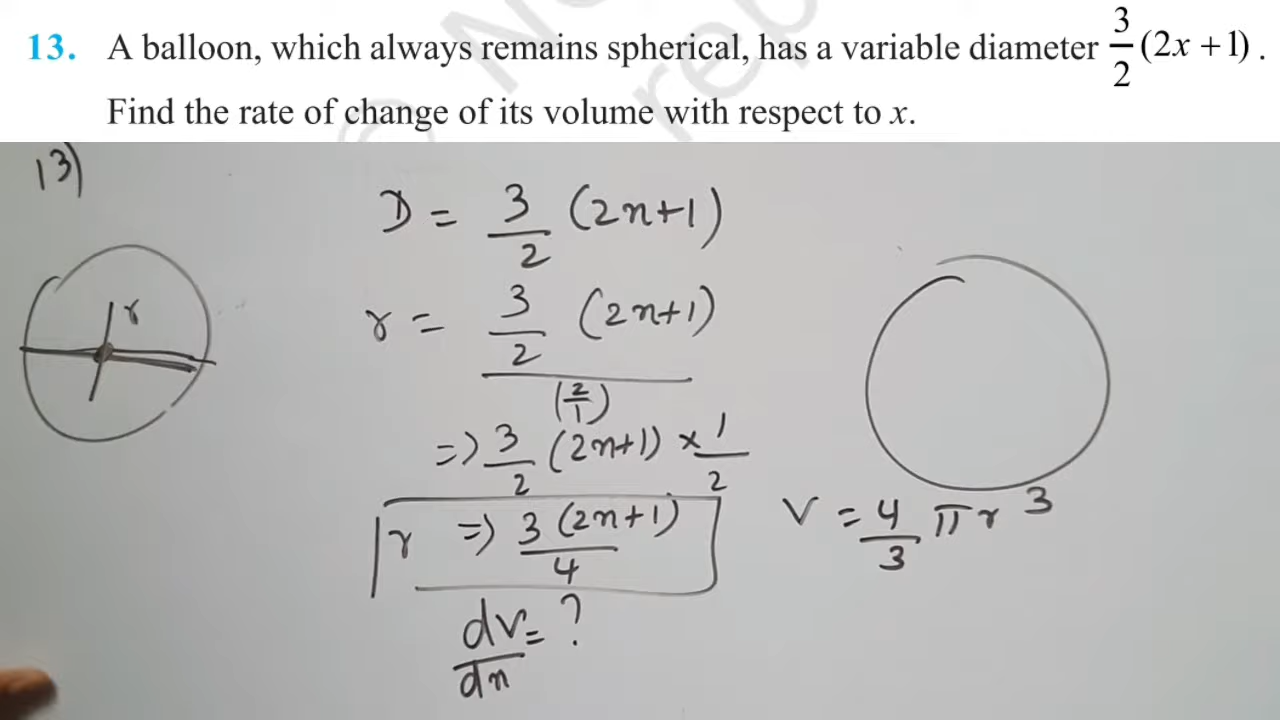 13. A balloon, which always remains spherical, has a variable diameter 3/2 (2x + 1) .
Find the rate of change of its volume with respect to x.
13)
r
D = 3/2 (2n+1)
r = 3/2 (2n+1) / (2/1)
=> 3/2 (2n+1) × 1/2
r => 3(2n+1)/4
V = 4/3 πr³
dv/dn = ?